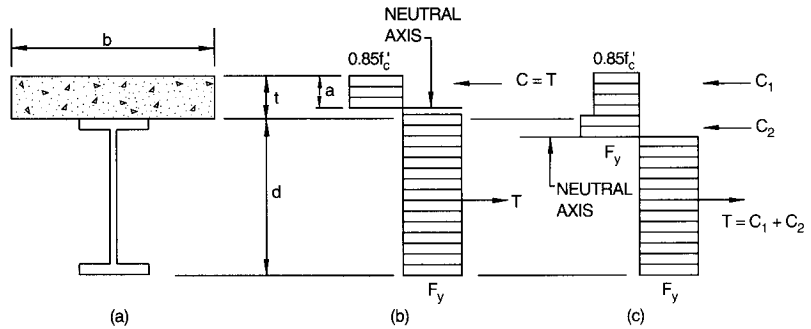 b
t
d
(a)
NEUTRAL
AXIS
0.85f'c
a
C = T
T
Fy
(b)
0.85f'c
C1
C2
Fy
NEUTRAL
AXIS
T = C1 + C2
Fy
(c)